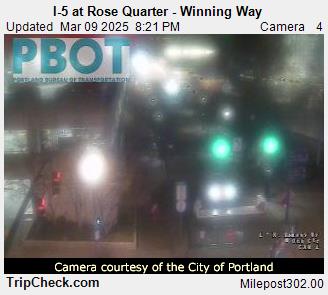 I-5 at Rose Quarter - Winning Way
Updated Mar 09 2025 8:21 PM Camera 4
PBOT
PORTLAND BUREAU OF TRANSPORTATION
Camera courtesy of the City of Portland
TripCheck.com Milepost302.00